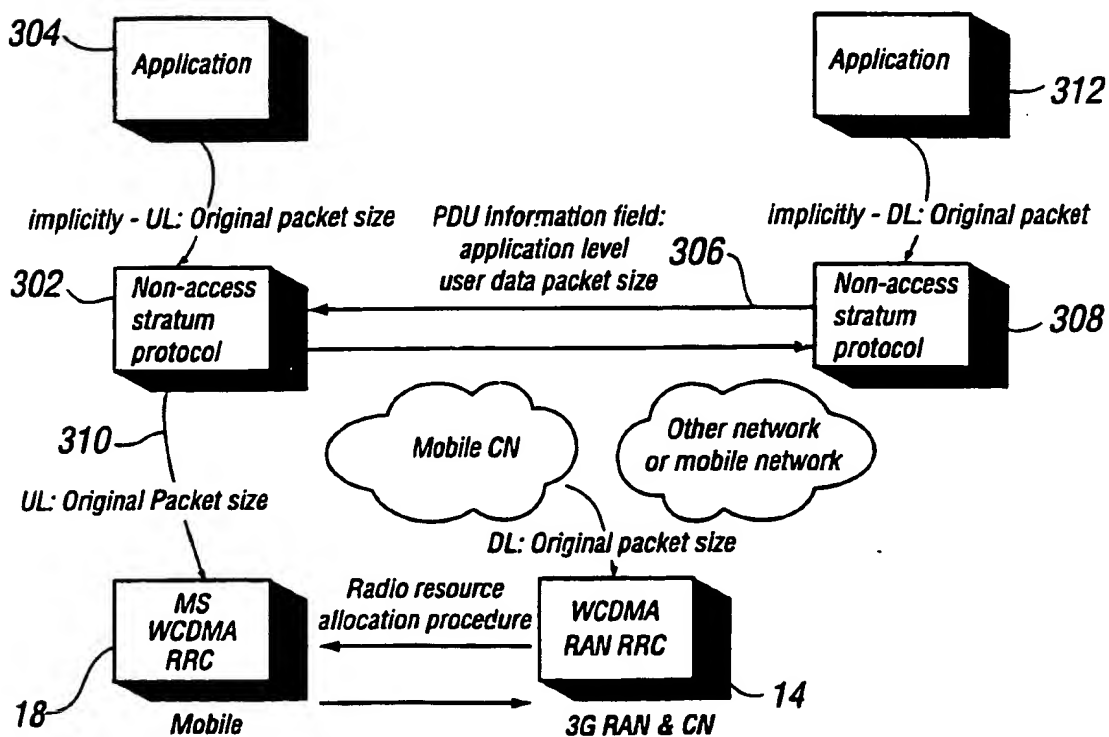 304
Application
Application
312
implicitly - UL: Original packet size
PDU Information field:
application level
user data packet size
implicitly - DL: Original packet
306
302
Non-access
stratum
protocol
Non-access
stratum
protocol
308
310
Mobile CN
Other network
or mobile network
UL: Original Packet size
DL: Original packet size
MS
WCDMA
RRC
Radio resource
allocation procedure
WCDMA
RAN RRC
18
Mobile
3G RAN & CN
14